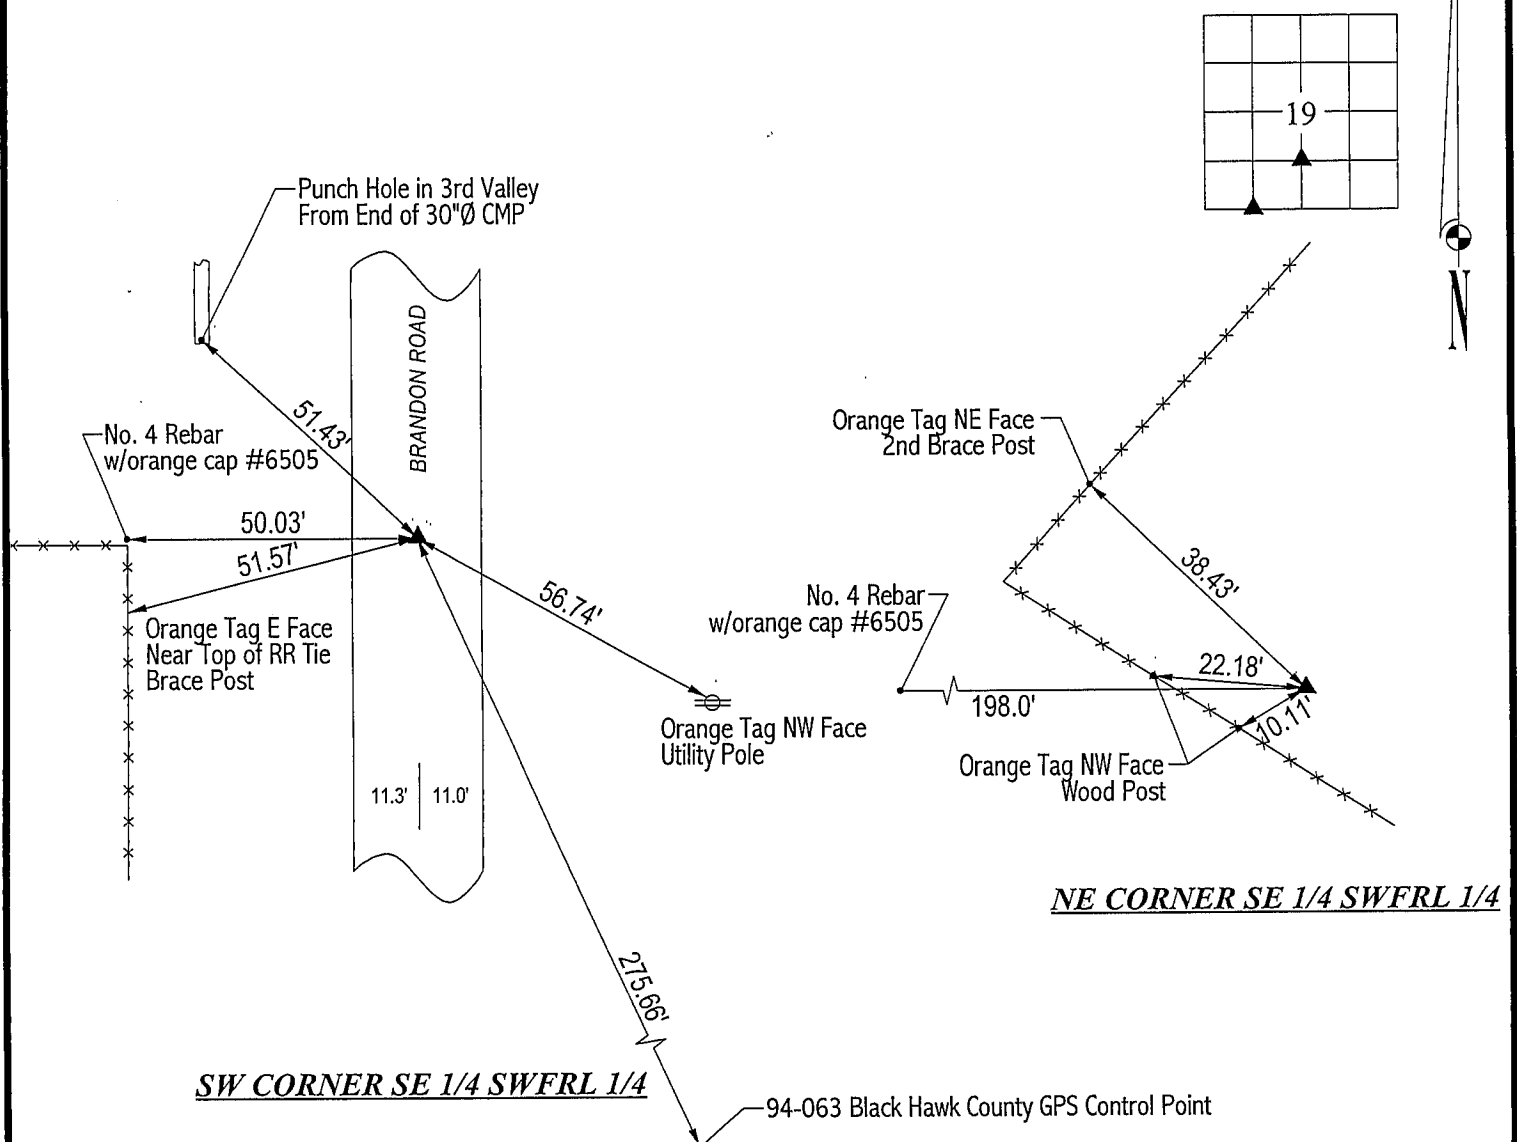 19
N
Punch Hole in 3rd Valley
From End of 30"Ø CMP
BRANDON ROAD
51.43'
No. 4 Rebar
w/orange cap #6505
50.03'
51.57'
Orange Tag E Face
Near Top of RR Tie
Brace Post
56.74'
Orange Tag NW Face
Utility Pole
11.3'
11.0'
275.66'
SW CORNER SE 1/4 SWFRL 1/4
94-063 Black Hawk County GPS Control Point
Orange Tag NE Face
2nd Brace Post
38.43'
No. 4 Rebar
w/orange cap #6505
22.18'
198.0'
10.11'
Orange Tag NW Face
Wood Post
NE CORNER SE 1/4 SWFRL 1/4